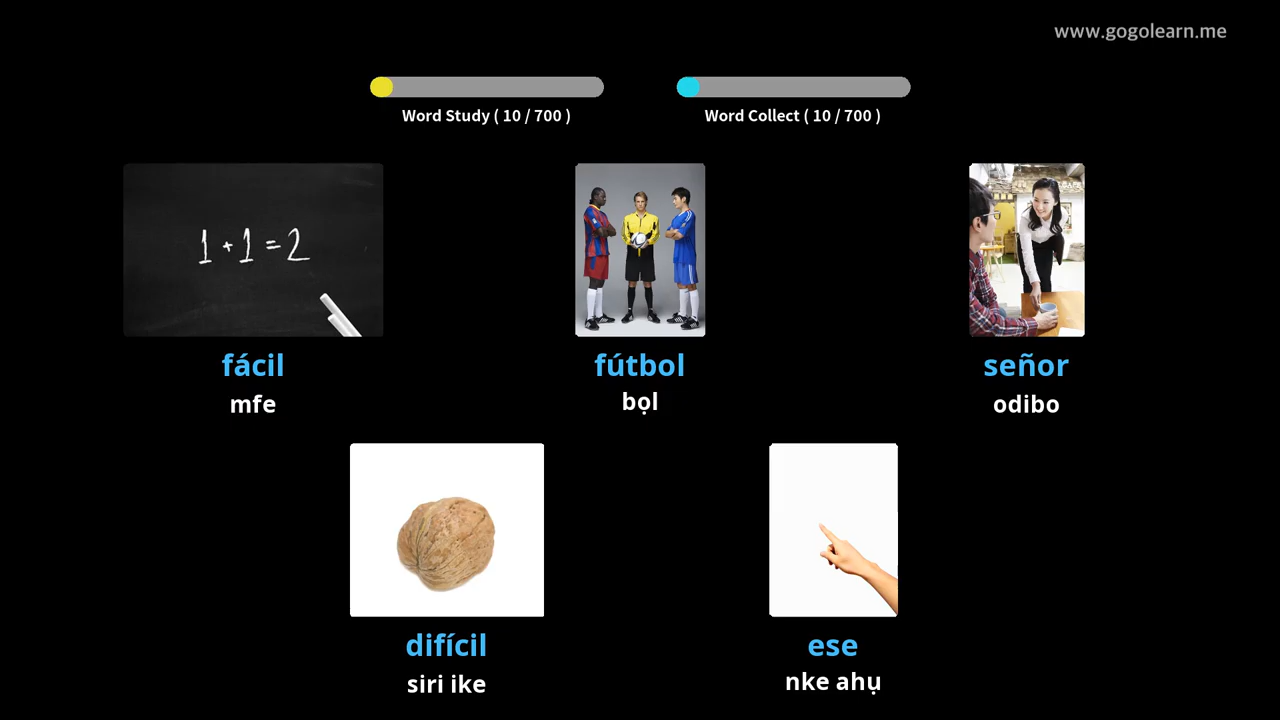 www.gogolearn.me
Word Study ( 10 / 700 )
Word Collect ( 10 / 700 )
1 + 1 = 2
fácil
mfe
fútbol
bọl
señor
odibo
difícil
siri ike
ese
nke ahụ